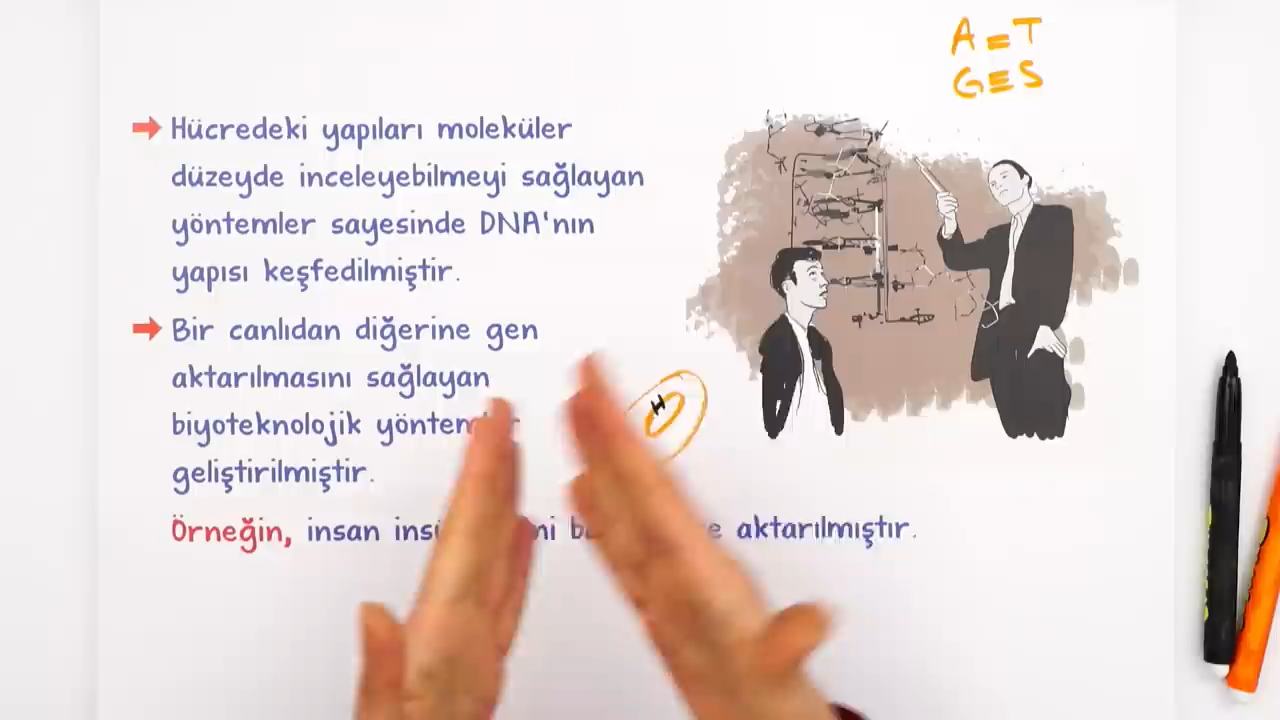 A = T
G ≡ S
Hücredeki yapıları moleküler
düzeyde inceleyebilmeyi sağlayan
yöntemler sayesinde DNA'nın
yapısı keşfedilmiştir.
Bir canlıdan diğerine gen
aktarılmasını sağlayan
biyoteknolojik
geliştirilmiştir.
Örneğin, insan aktarılmıştır.
H